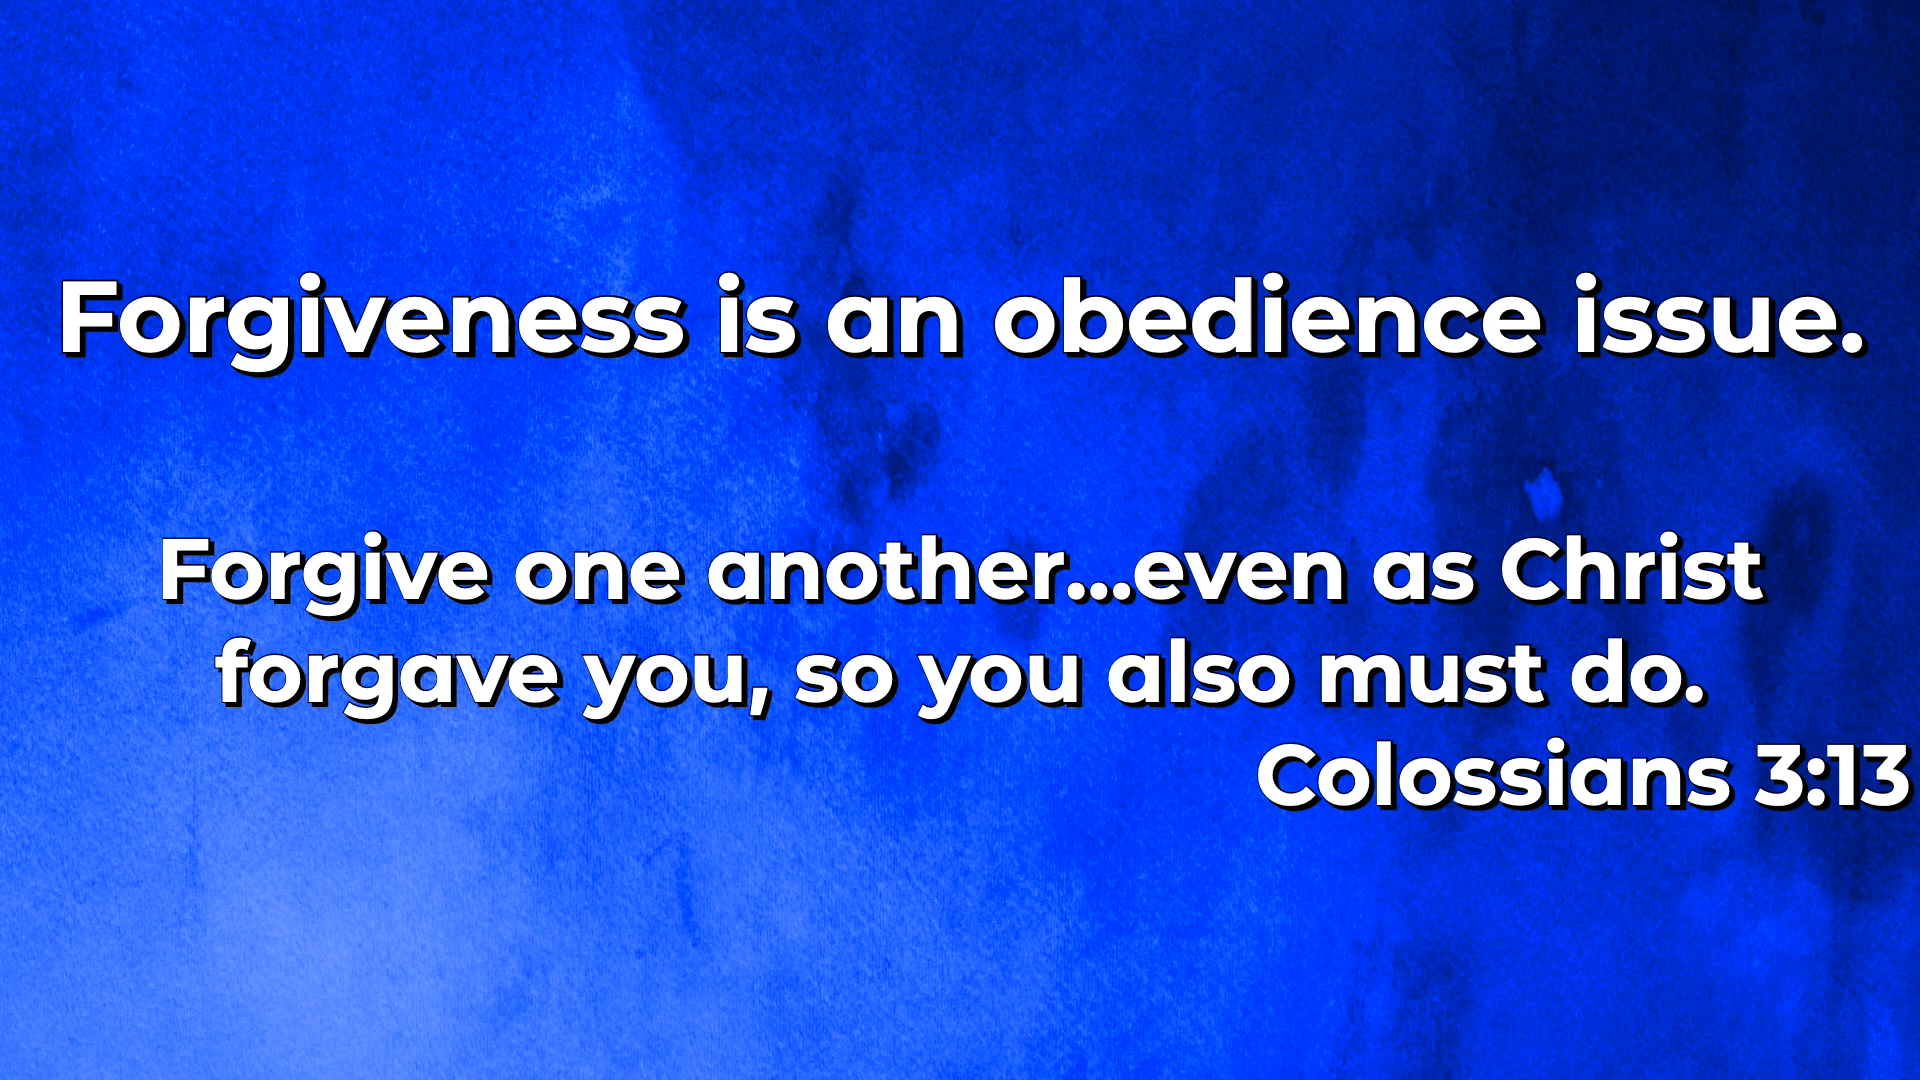 Forgiveness is an obedience issue.
Forgive one another...even as Christ
forgave you, so you also must do.
Colossians 3:13